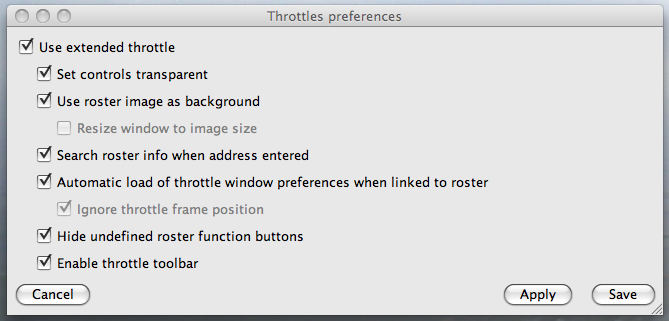 Throttles preferences
Use extended throttle
Set controls transparent
Use roster image as background
Resize window to image size
Search roster info when address entered
Automatic load of throttle window preferences when linked to roster
Ignore throttle frame position
Hide undefined roster function buttons
Enable throttle toolbar
Cancel Apply Save